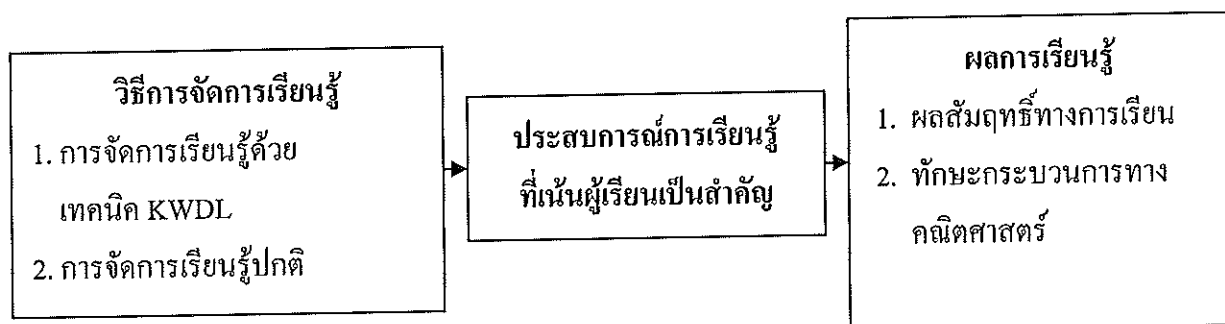 วิธีการจัดการเรียนรู้
1. การจัดการเรียนรู้ด้วย
เทคนิค KWDL
2. การจัดการเรียนรู้ปกติ
ประสบการณ์การเรียนรู้
ที่เน้นผู้เรียนเป็นสำคัญ
ผลการเรียนรู้
1. ผลสัมฤทธิ์ทางการเรียน
2. ทักษะกระบวนการทาง
คณิตศาสตร์